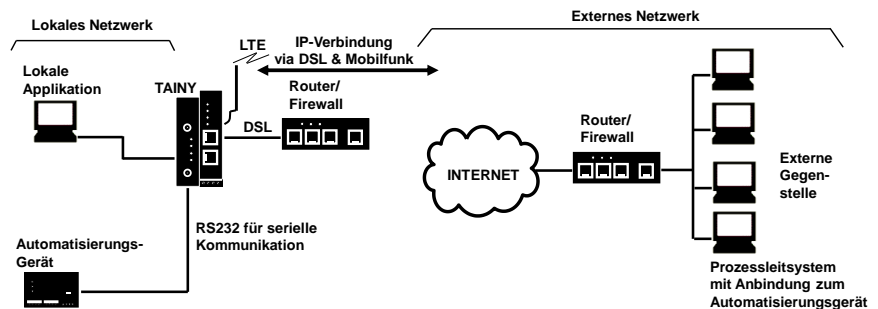 Lokales Netzwerk
Externes Netzwerk
LTE
IP-Verbindung
via DSL & Mobilfunk
Lokale
Applikation
TAINY
Router/
Firewall
DSL
Router/
Firewall
INTERNET
Externe
Gegen-
stelle
RS232 für serielle
Kommunikation
Automatisierungs-
Gerät
Prozessleitsystem
mit Anbindung zum
Automatisierungsgerät